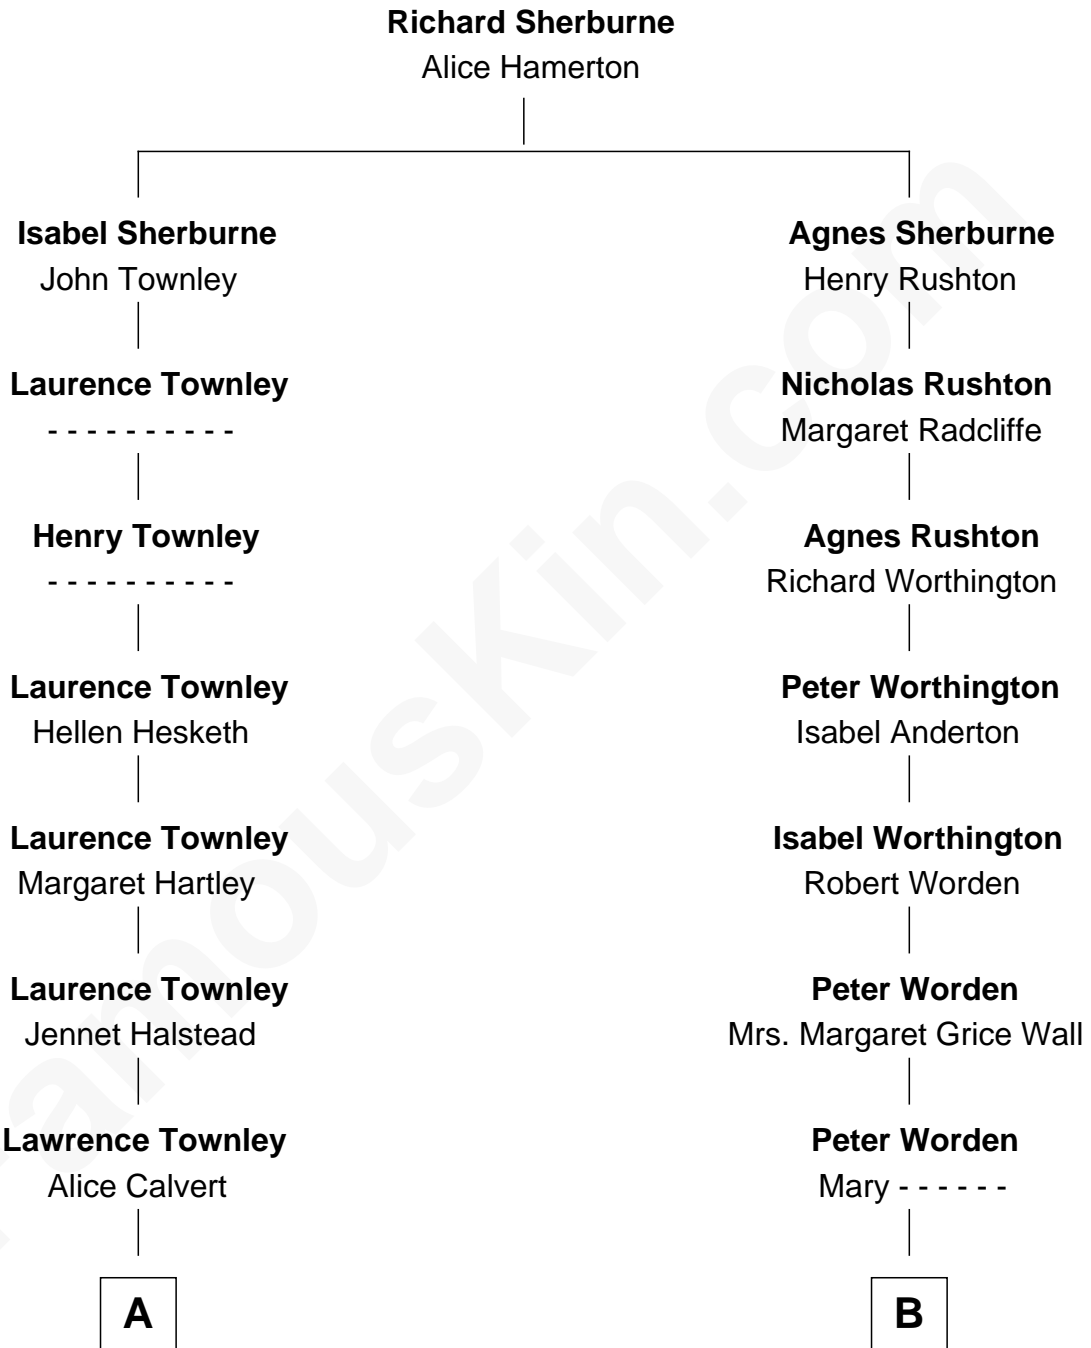 Richard Sherburne
Alice Hamerton
Isabel Sherburne
John Townley
Agnes Sherburne
Henry Rushton
Laurence Townley
- - - - - - - - - -
Nicholas Rushton
Margaret Radcliffe
Henry Townley
- - - - - - - - - -
Agnes Rushton
Richard Worthington
Laurence Townley
Hellen Hesketh
Peter Worthington
Isabel Anderton
Laurence Townley
Margaret Hartley
Isabel Worthington
Robert Worden
Laurence Townley
Jennet Halstead
Peter Worden
Mrs. Margaret Grice Wall
Lawrence Townley
Alice Calvert
Peter Worden
Mary - - - - - -
A
B
FamousKin.com